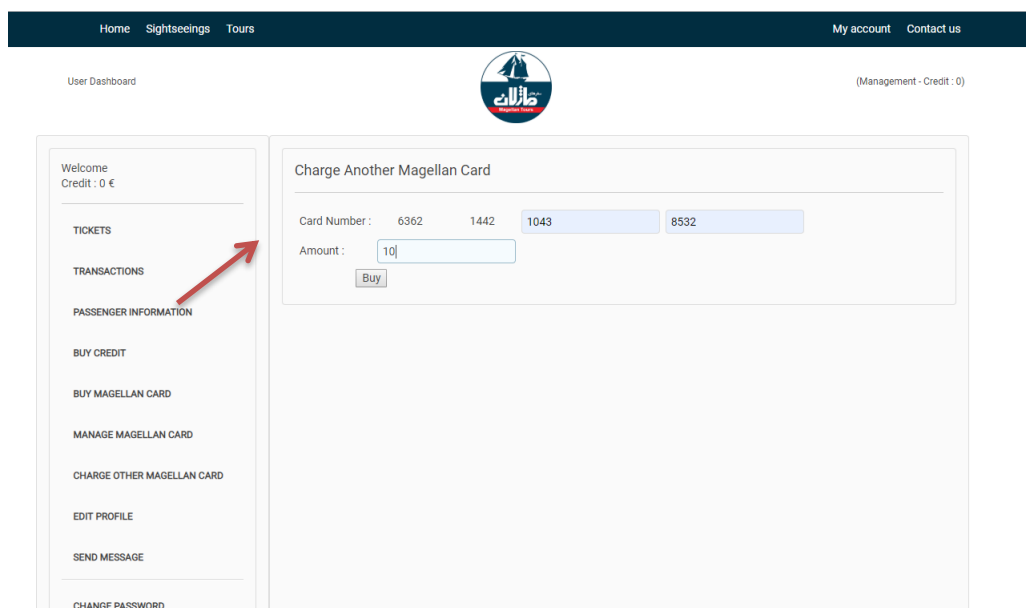 Home Sightseeings Tours My account Contact us
User Dashboard
ماژلان
Magellan Tours
(Management - Credit : 0)
Welcome
Credit : 0 €
TICKETS
TRANSACTIONS
PASSENGER INFORMATION
BUY CREDIT
BUY MAGELLAN CARD
MANAGE MAGELLAN CARD
CHARGE OTHER MAGELLAN CARD
EDIT PROFILE
SEND MESSAGE
CHANGE PASSWORD
Charge Another Magellan Card
Card Number : 6362 1442 1043 8532
Amount : 10
Buy